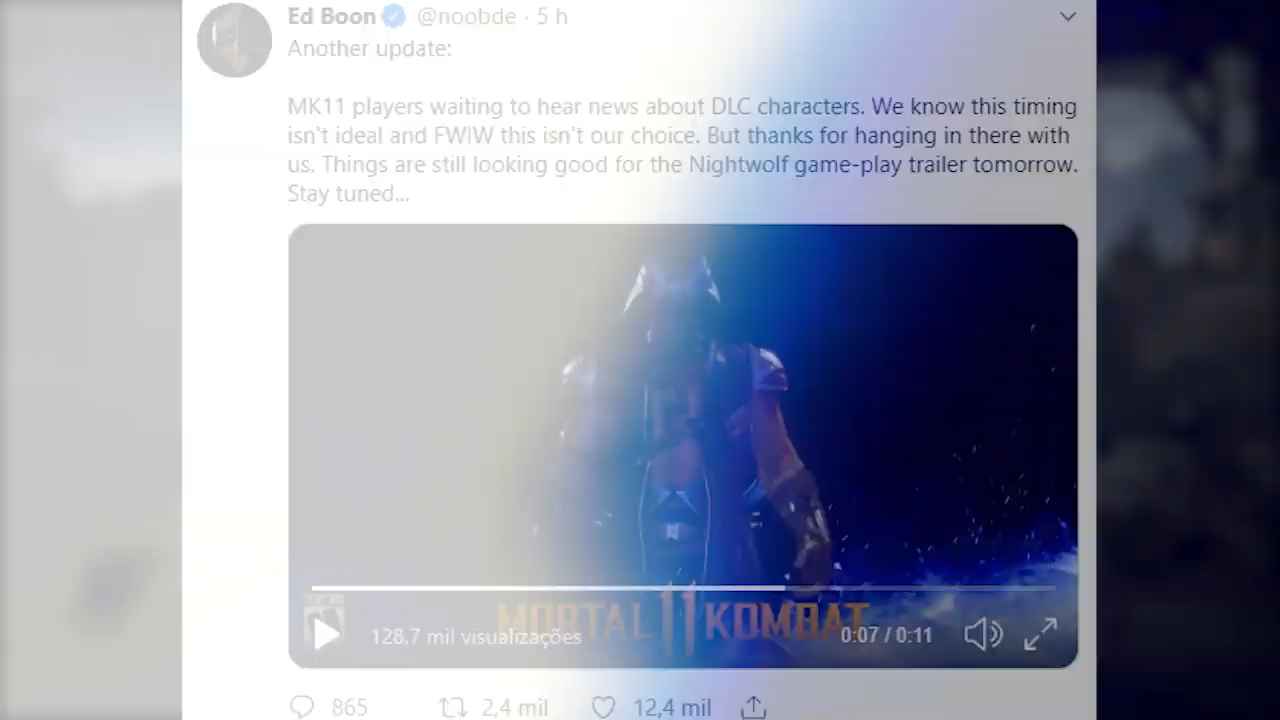 Ed Boon @noobde · 5 h
Another update:
MK11 players waiting to hear news about DLC characters. We know this timing
isn't ideal and FWIW this isn't our choice. But thanks for hanging in there with
us. Things are still looking good for the Nightwolf game-play trailer tomorrow.
Stay tuned...
MORTAL 11 KOMBAT
128,7 mil visualizações
0:07 / 0:11
865 2,4 mil 12,4 mil